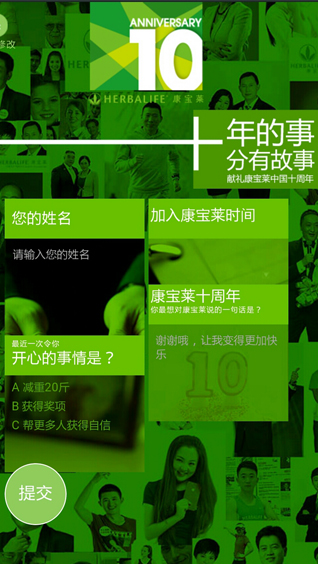 ANNIVERSARY
10
HERBALIFE 康宝莱
修改
十年的事
分有故事
献礼康宝莱中国十周年
您的姓名
请输入您的姓名
加入康宝莱时间
康宝莱十周年
你最想对康宝莱说的一句话是？
谢谢哦，让我变得更加快
乐
10
最近一次令你
开心的事情是？
A 减重20斤
B 获得奖项
C 帮更多人获得自信
提交